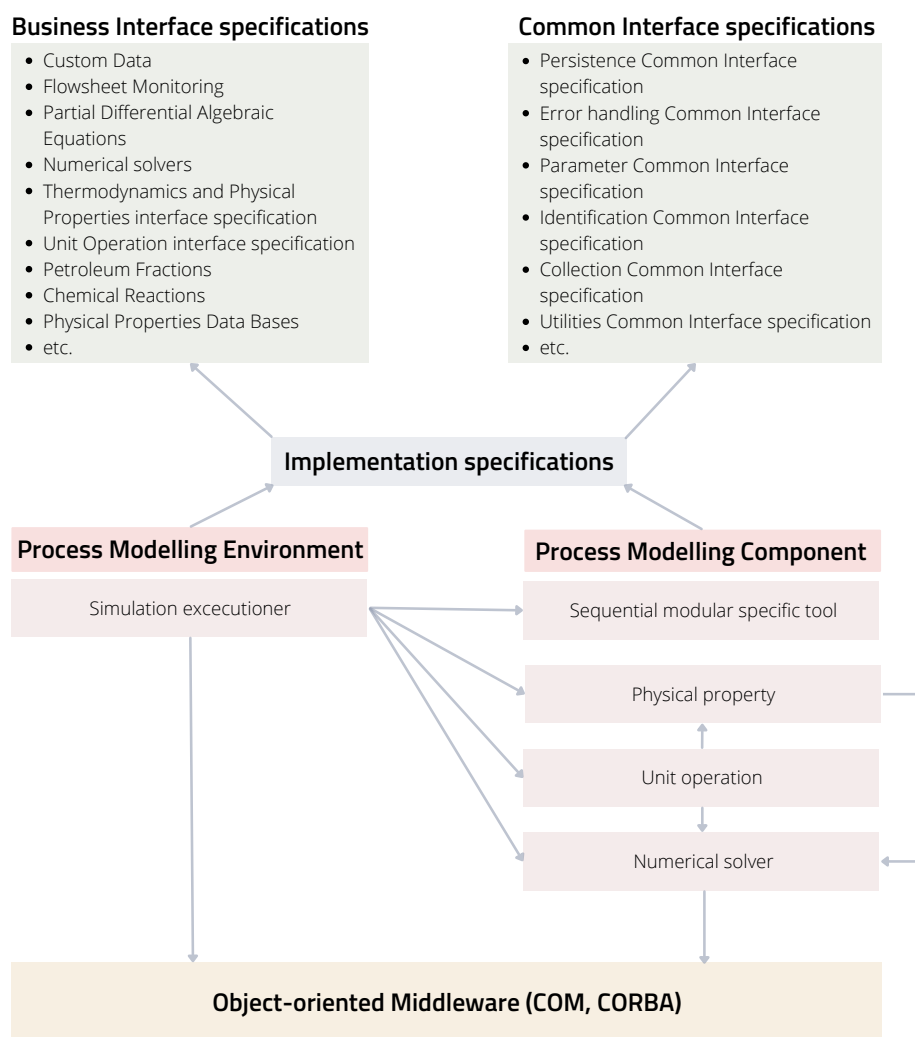 Business Interface specifications
• Custom Data
• Flowsheet Monitoring
• Partial Differential Algebraic
Equations
• Numerical solvers
• Thermodynamics and Physical
Properties interface specification
• Unit Operation interface specification
• Petroleum Fractions
• Chemical Reactions
• Physical Properties Data Bases
• etc.
Common Interface specifications
• Persistence Common Interface
specification
• Error handling Common Interface
specification
• Parameter Common Interface
specification
• Identification Common Interface
specification
• Collection Common Interface
specification
• Utilities Common Interface specification
• etc.
Implementation specifications
Process Modelling Environment
Simulation excecutioner
Process Modelling Component
Sequential modular specific tool
Physical property
Unit operation
Numerical solver
Object-oriented Middleware (COM, CORBA)